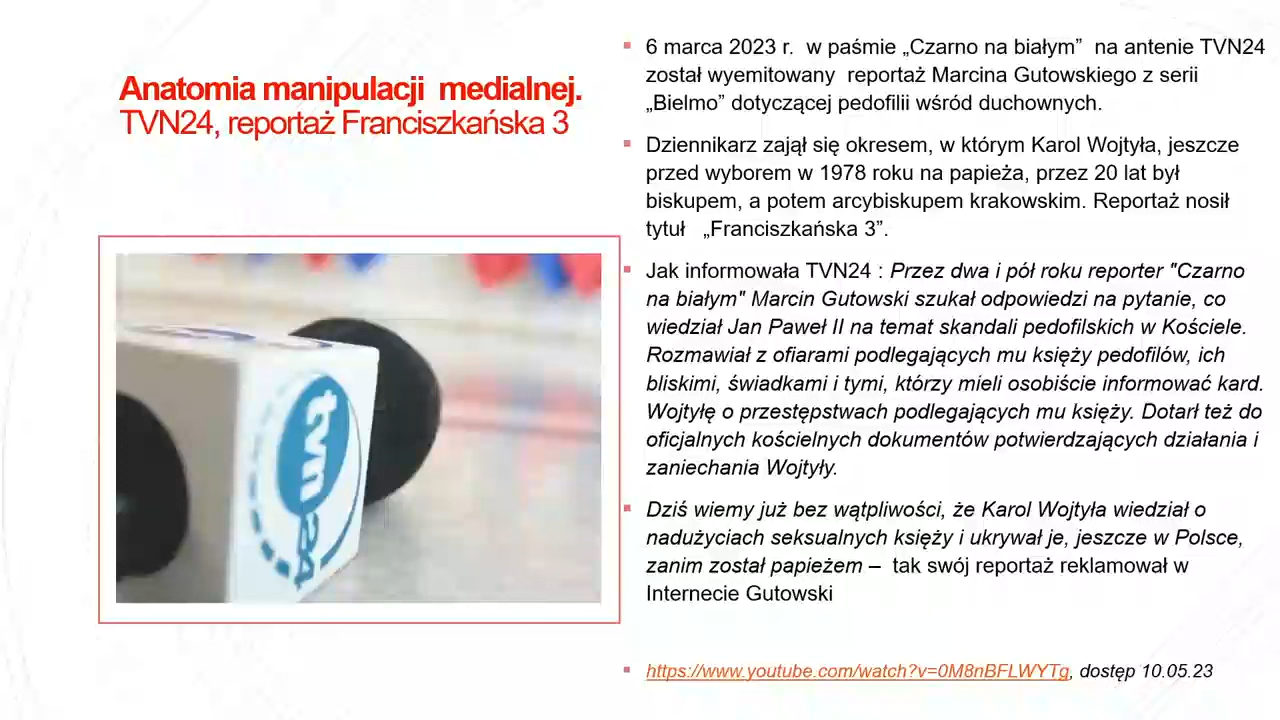 Anatomia manipulacji medialnej.
TVN24, reportaż Franciszkańska 3
tvn
24
6 marca 2023 r. w paśmie „Czarno na białym” na antenie TVN24
został wyemitowany reportaż Marcina Gutowskiego z serii
„Bielmo” dotyczącej pedofilii wśród duchownych.
Dziennikarz zajął się okresem, w którym Karol Wojtyła, jeszcze
przed wyborem w 1978 roku na papieża, przez 20 lat był
biskupem, a potem arcybiskupem krakowskim. Reportaż nosił
tytuł „Franciszkańska 3”.
Jak informowała TVN24 : Przez dwa i pół roku reporter "Czarno
na białym" Marcin Gutowski szukał odpowiedzi na pytanie, co
wiedział Jan Paweł II na temat skandali pedofilskich w Kościele.
Rozmawiał z ofiarami podlegających mu księży pedofilów, ich
bliskimi, świadkami i tymi, którzy mieli osobiście informować kard.
Wojtyłę o przestępstwach podlegających mu księży. Dotarł też do
oficjalnych kościelnych dokumentów potwierdzających działania i
zaniechania Wojtyły.
Dziś wiemy już bez wątpliwości, że Karol Wojtyła wiedział o
nadużyciach seksualnych księży i ukrywał je, jeszcze w Polsce,
zanim został papieżem – tak swój reportaż reklamował w
Internecie Gutowski
https://www.youtube.com/watch?v=0M8nBFLWYTg, dostęp 10.05.23